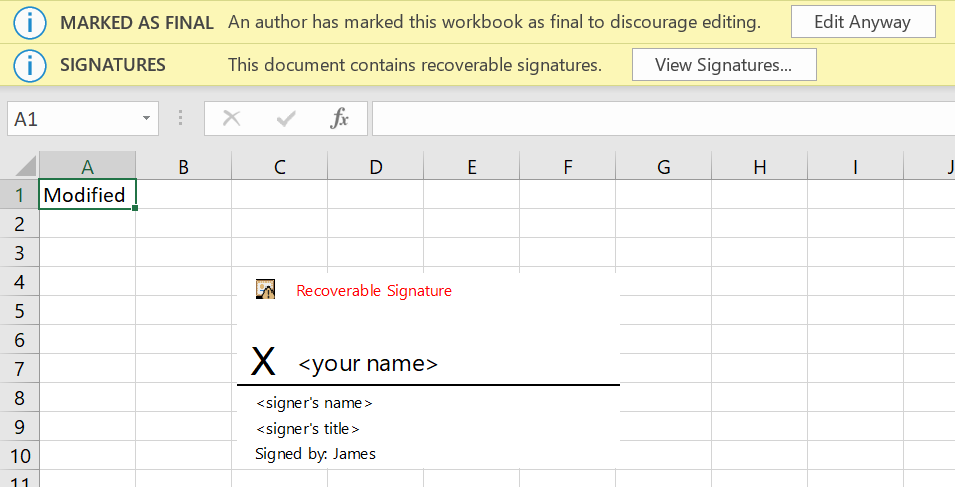 MARKED AS FINAL An author has marked this workbook as final to discourage editing. Edit Anyway
SIGNATURES This document contains recoverable signatures. View Signatures...
A1 fx
A B C D E F G H I J
1 Modified
2
3
4 Recoverable Signature
5
6
7 X <your name>
8 <signer's name>
9 <signer's title>
10 Signed by: James
11